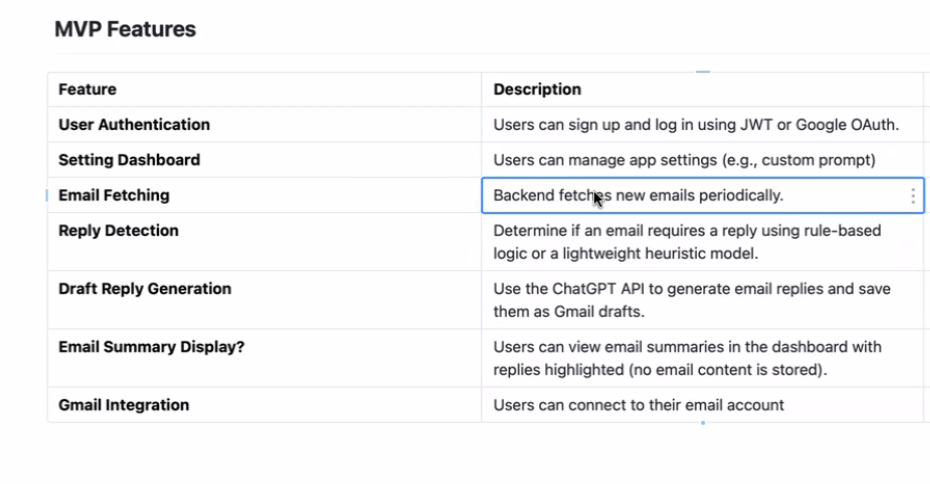 MVP Features
Feature
Description
User Authentication
Users can sign up and log in using JWT or Google OAuth.
Setting Dashboard
Users can manage app settings (e.g., custom prompt)
Email Fetching
Backend fetches new emails periodically.
Reply Detection
Determine if an email requires a reply using rule-based
logic or a lightweight heuristic model.
Draft Reply Generation
Use the ChatGPT API to generate email replies and save
them as Gmail drafts.
Email Summary Display?
Users can view email summaries in the dashboard with
replies highlighted (no email content is stored).
Gmail Integration
Users can connect to their email account